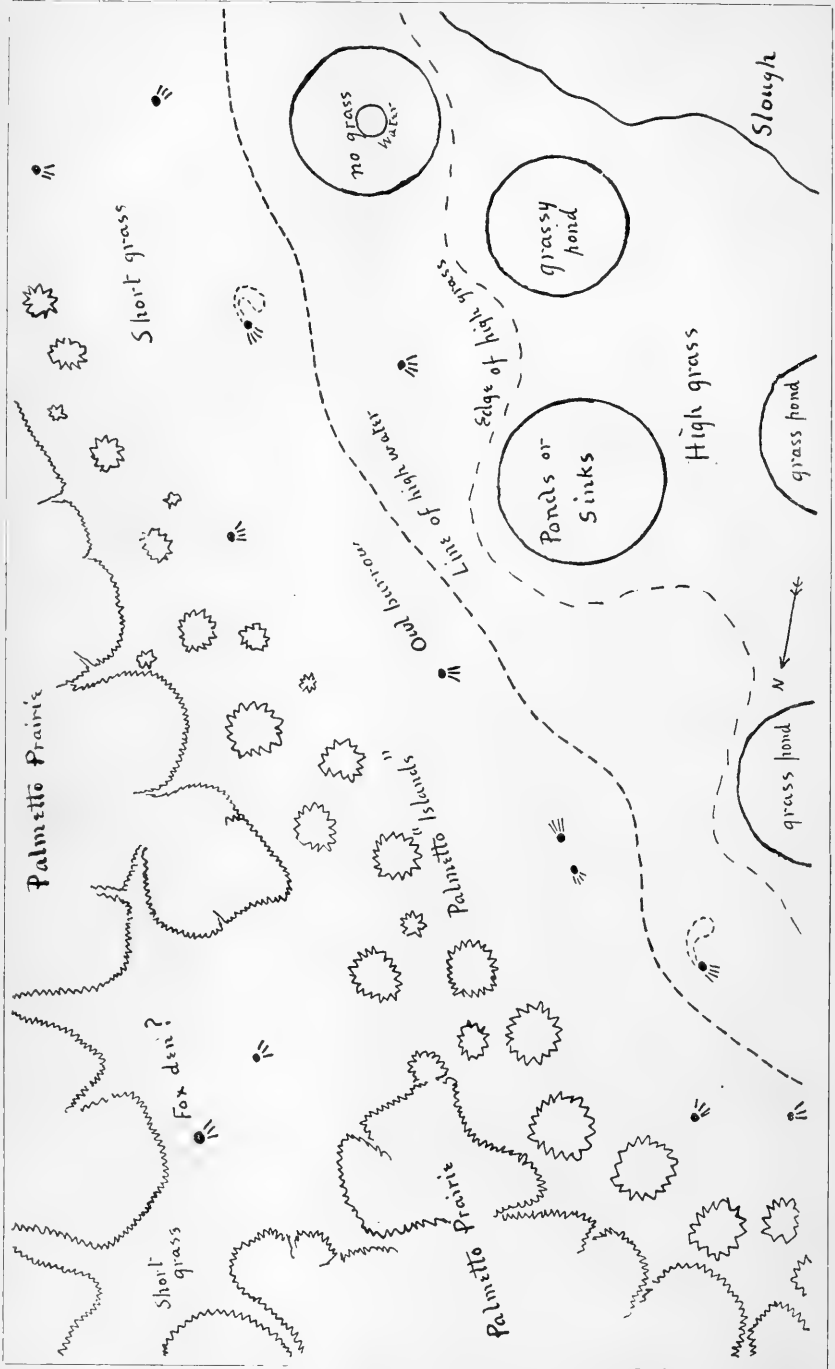 Palmetto Prairie
Short grass
no grass
Water
Slough
grassy
pond
Edge of high grass
Line of high water
Owl burrow
High grass
Ponds or
Sinks
grass pond
N
grass pond
Palmetto
"Islands"
Fox den?
Short
grass
Palmetto Prairie